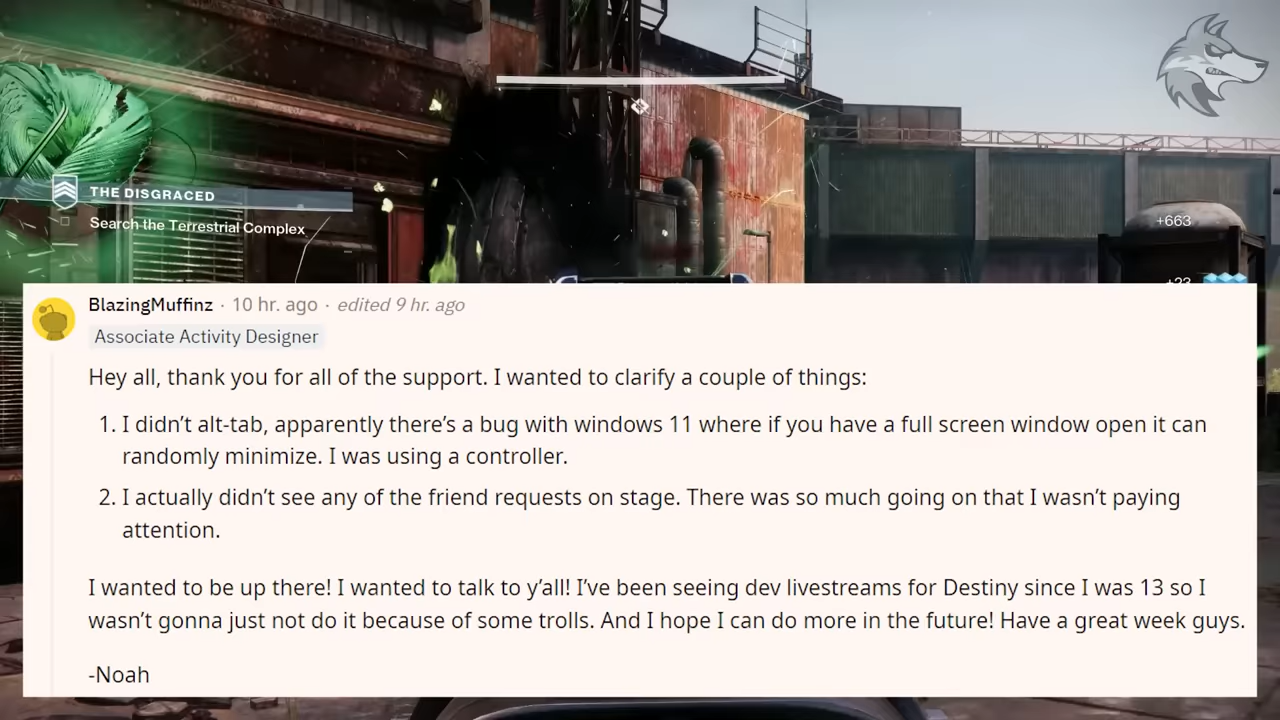 THE DISGRACED
Search the Terrestrial Complex
+663
+23
BlazingMuffinz · 10 hr. ago · edited 9 hr. ago
Associate Activity Designer
Hey all, thank you for all of the support. I wanted to clarify a couple of things:
1. I didn’t alt-tab, apparently there’s a bug with windows 11 where if you have a full screen window open it can
randomly minimize. I was using a controller.
2. I actually didn’t see any of the friend requests on stage. There was so much going on that I wasn’t paying
attention.
I wanted to be up there! I wanted to talk to y’all! I’ve been seeing dev livestreams for Destiny since I was 13 so I
wasn’t gonna just not do it because of some trolls. And I hope I can do more in the future! Have a great week guys.
-Noah